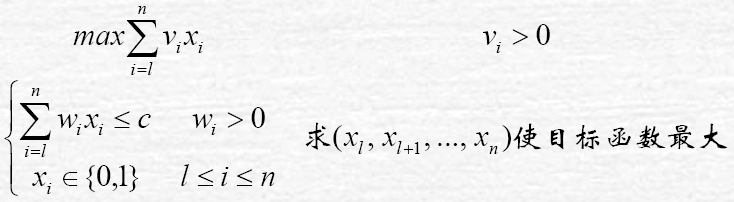 max∑_{i=l}^{n} v_i x_i    v_i > 0
∑_{i=l}^{n} w_i x_i ≤ c    w_i > 0    求(x_l, x_{l+1}, ..., x_n)使目标函数最大
x_i ∈ {0,1}    l ≤ i ≤ n